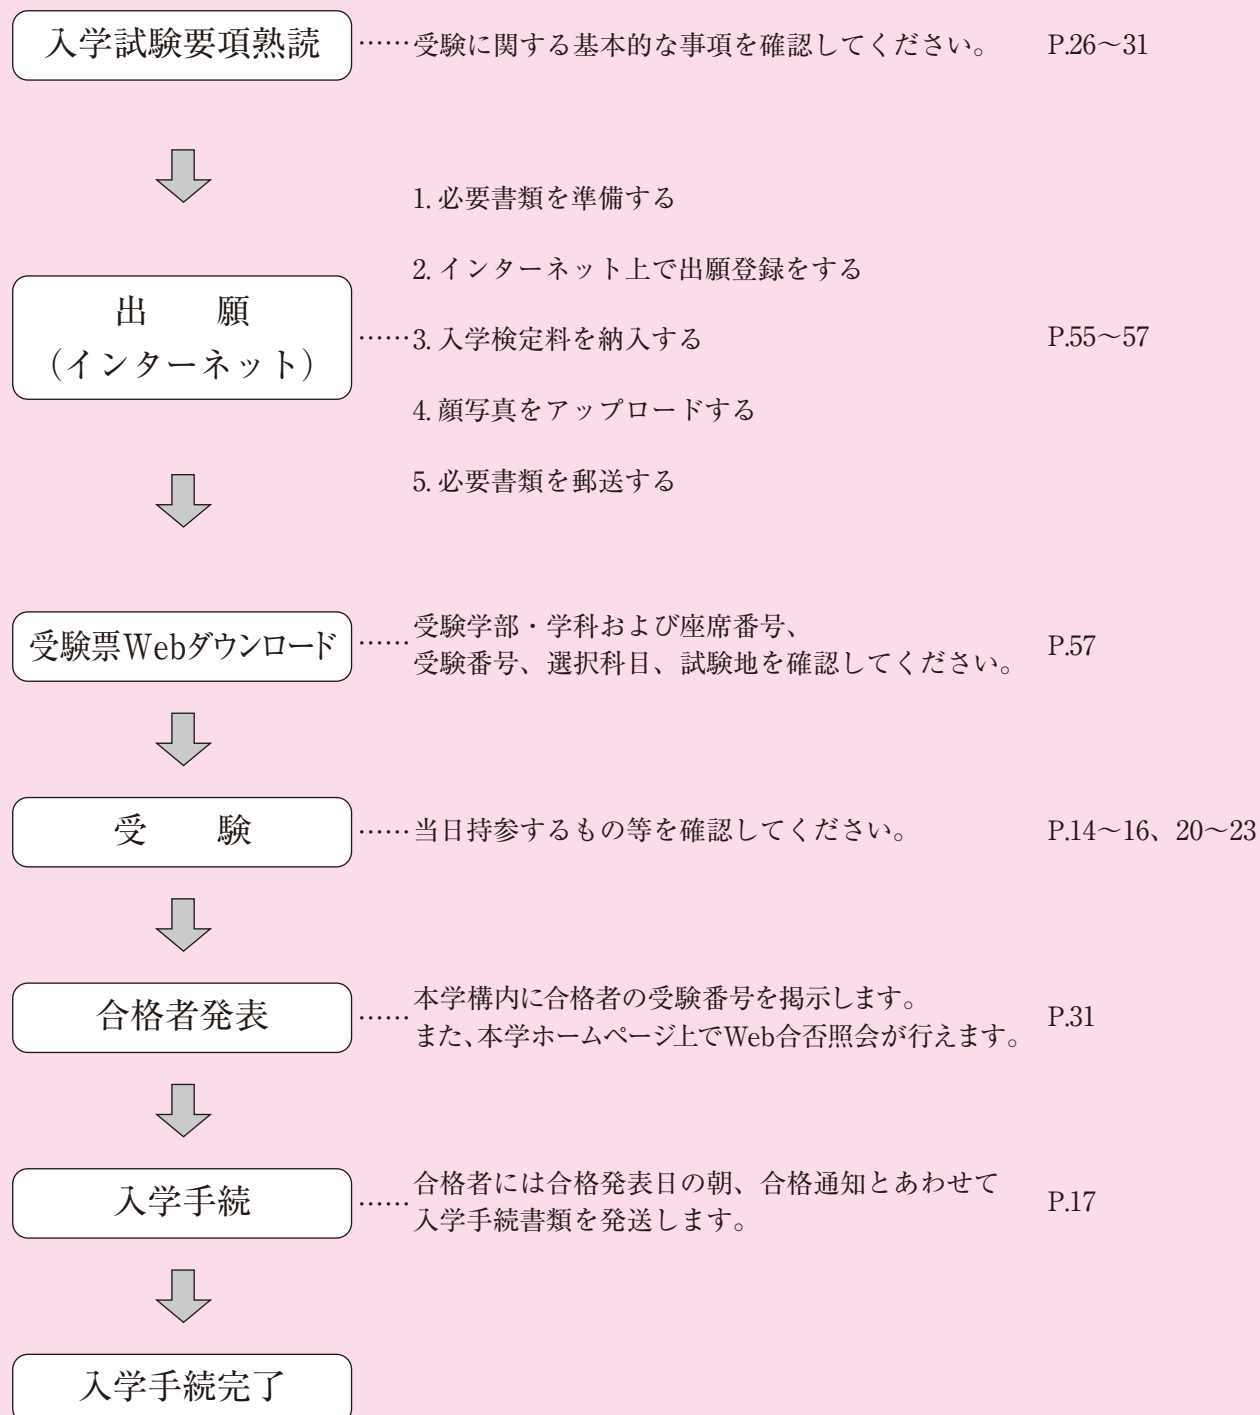 入学試験要項熟読 ……受験に関する基本的な事項を確認してください。 P.26〜31
1. 必要書類を準備する
2. インターネット上で出願登録をする
出　願
(インターネット)
……3. 入学検定料を納入する P.55〜57
4. 顔写真をアップロードする
5. 必要書類を郵送する
受験票Webダウンロード ……受験学部・学科および座席番号、
受験番号、選択科目、試験地を確認してください。 P.57
受　験 ……当日持参するもの等を確認してください。 P.14〜16、20〜23
合格者発表 ……本学構内に合格者の受験番号を掲示します。
また、本学ホームページ上でWeb合否照会が行えます。 P.31
入学手続 ……合格者には合格発表日の朝、合格通知とあわせて
入学手続書類を発送します。 P.17
入学手続完了